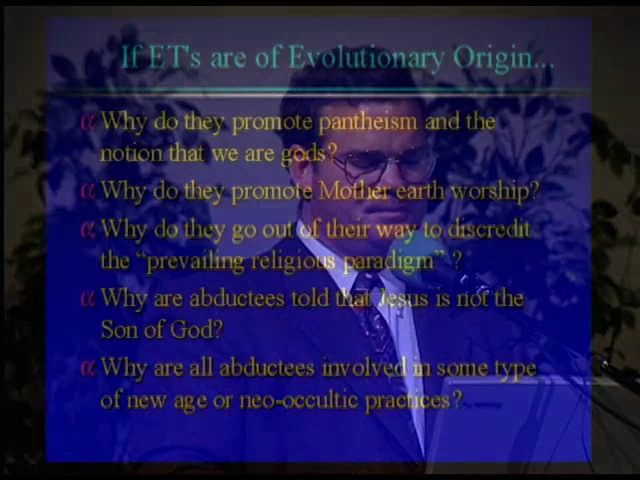 If ET's are of Evolutionary Origin...
α Why do they promote pantheism and the
notion that we are gods?
α Why do they promote Mother earth worship?
α Why do they go out of their way to discredit
the “prevailing religious paradigm” ?
α Why are abductees told that Jesus is not the
Son of God?
α Why are all abductees involved in some type
of new age or neo-occultic practices?